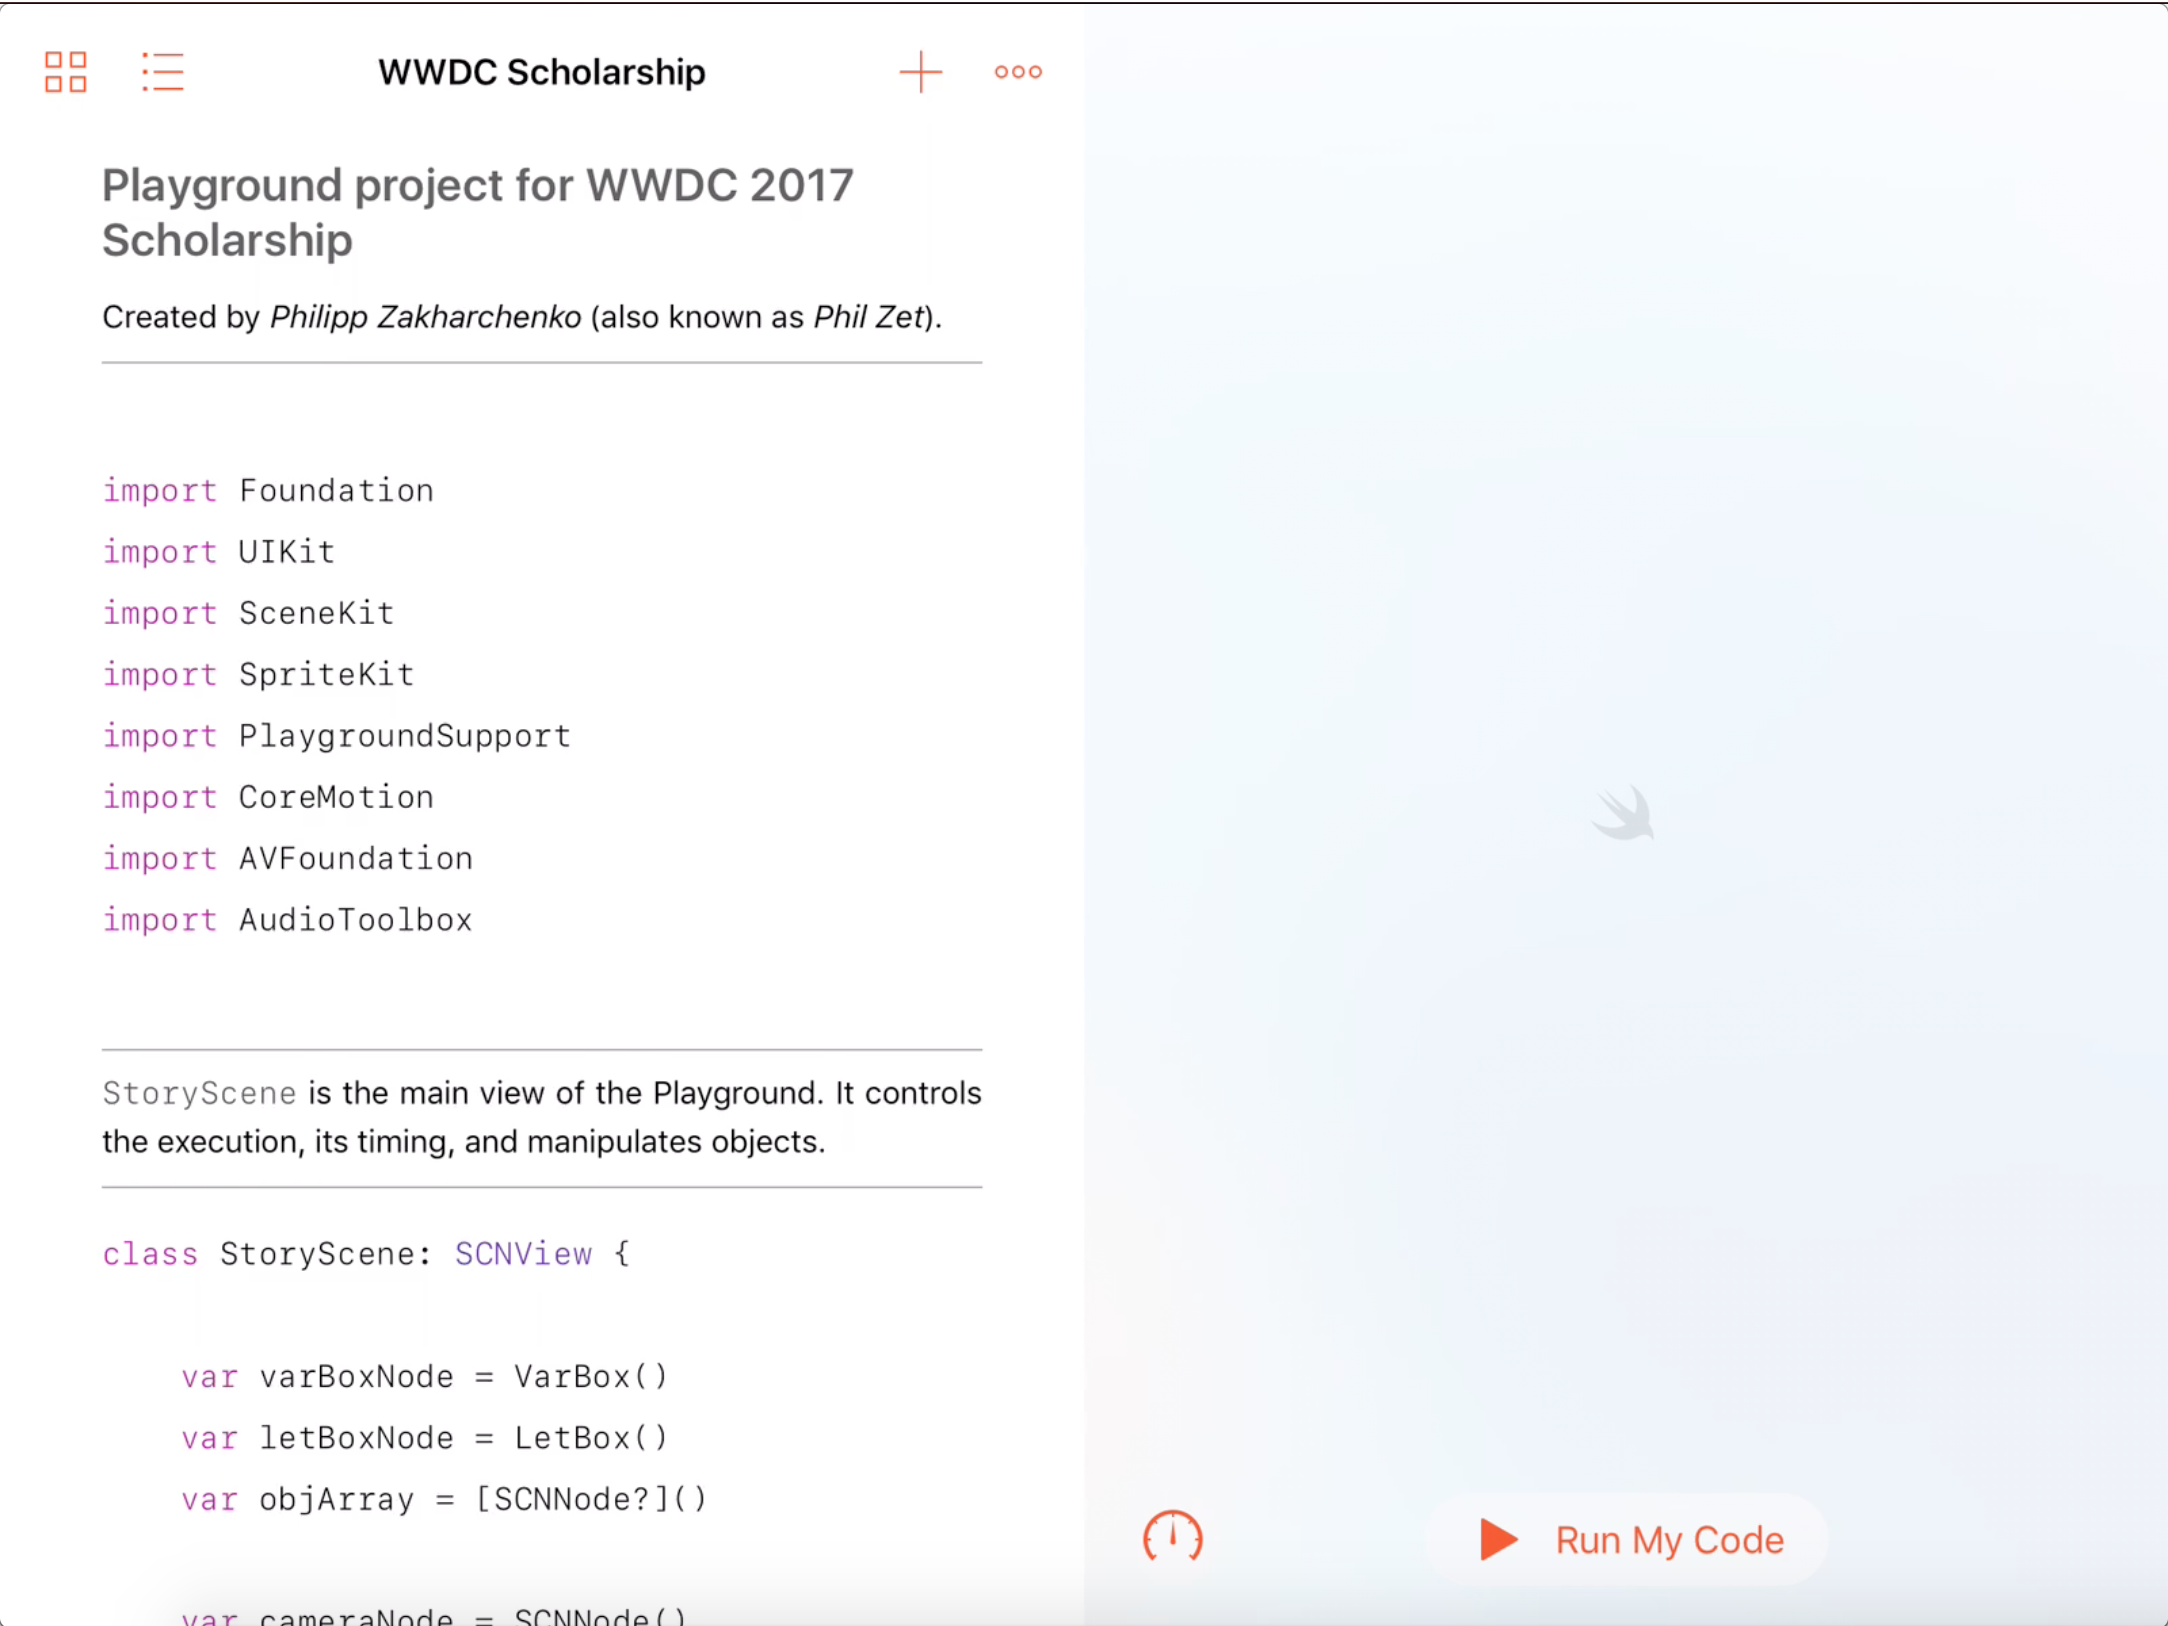 WWDC Scholarship
Playground project for WWDC 2017
Scholarship
Created by Philipp Zakharchenko (also known as Phil Zet).
import Foundation
import UIKit
import SceneKit
import SpriteKit
import PlaygroundSupport
import CoreMotion
import AVFoundation
import AudioToolbox
StoryScene is the main view of the Playground. It controls
the execution, its timing, and manipulates objects.
class StoryScene: SCNView {
var varBoxNode = VarBox()
var letBoxNode = LetBox()
var objArray = [SCNNode?]()
var cameraNode = SCNNode()
Run My Code